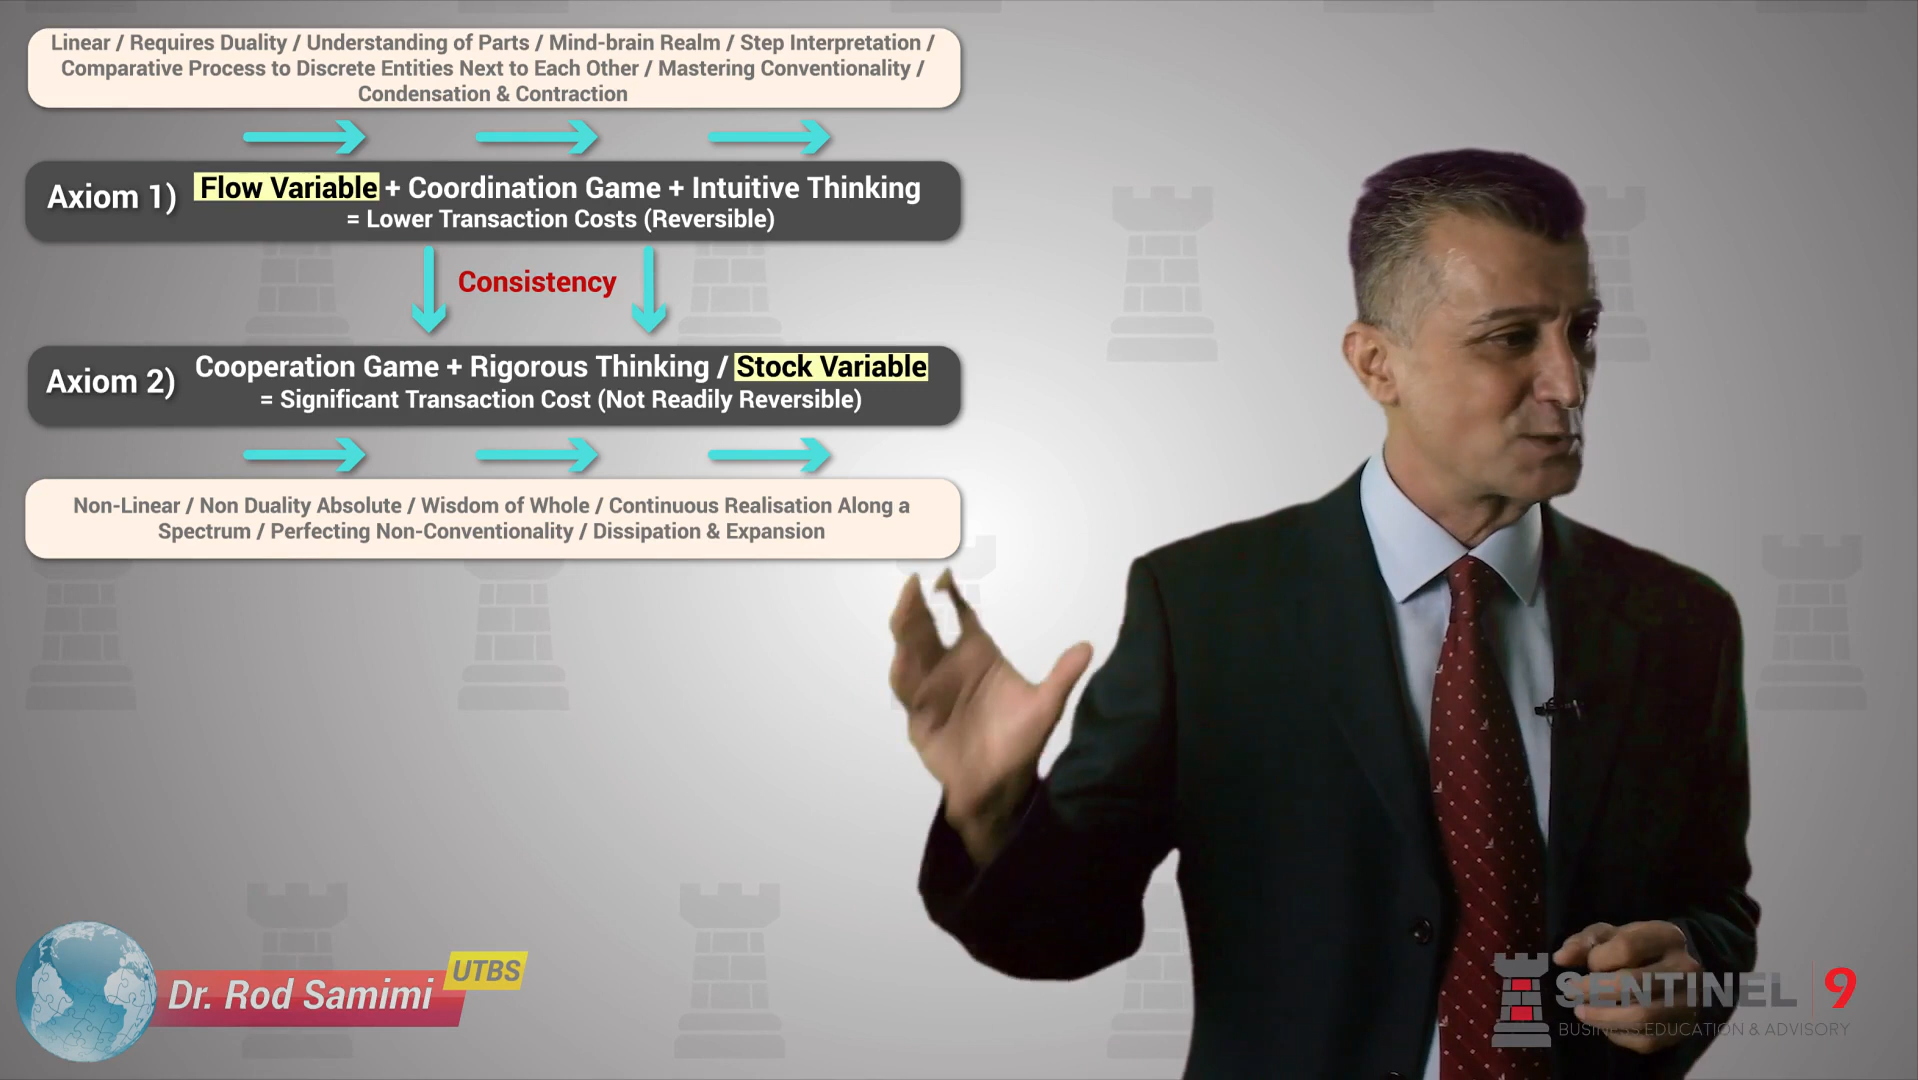 Linear / Requires Duality / Understanding of Parts / Mind-brain Realm / Step Interpretation /
Comparative Process to Discrete Entities Next to Each Other / Mastering Conventionality /
Condensation & Contraction
Axiom 1) Flow Variable + Coordination Game + Intuitive Thinking
= Lower Transaction Costs (Reversible)
Consistency
Axiom 2) Cooperation Game + Rigorous Thinking / Stock Variable
= Significant Transaction Cost (Not Readily Reversible)
Non-Linear / Non Duality Absolute / Wisdom of Whole / Continuous Realisation Along a
Spectrum / Perfecting Non-Conventionality / Dissipation & Expansion
Dr. Rod Samimi UTBS
SENTINEL 9
BUSINESS EDUCATION & ADVISORY